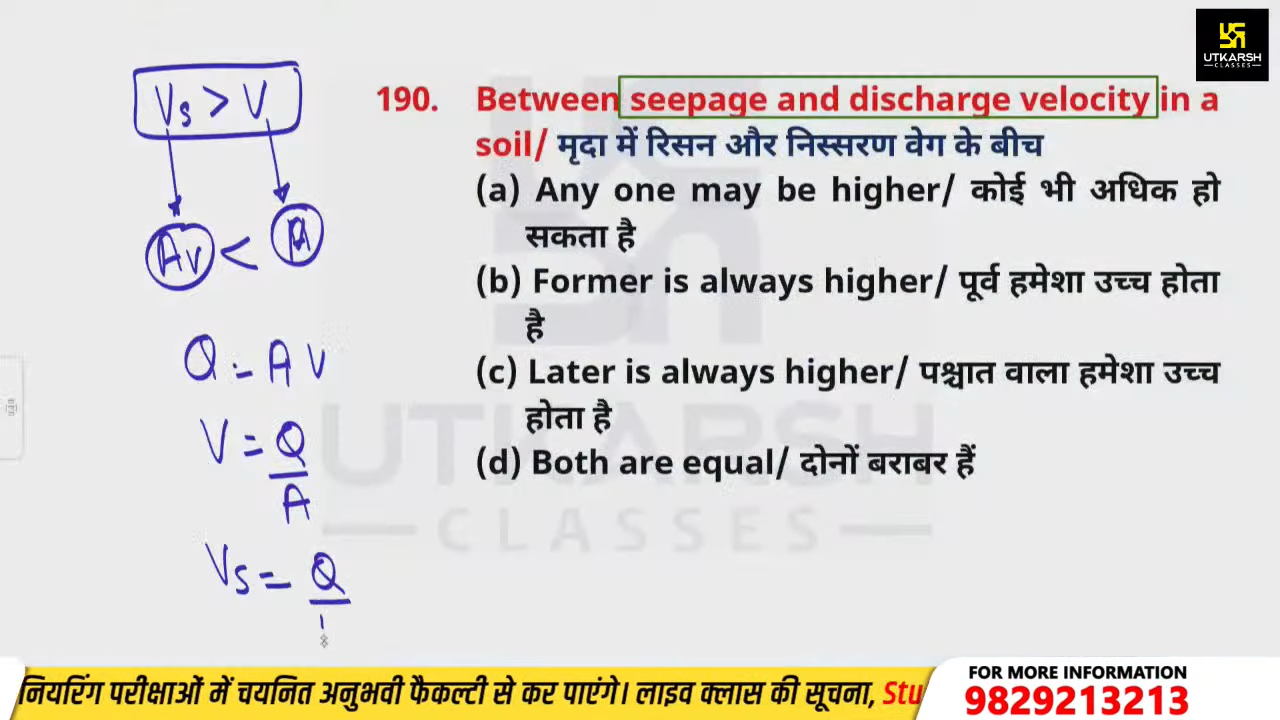 UTKARSH
CLASSES
Vs > V
190. Between seepage and discharge velocity in a
soil/ मृदा में रिसन और निस्सरण वेग के बीच
(a) Any one may be higher/ कोई भी अधिक हो
सकता है
Av < A
(b) Former is always higher/ पूर्व हमेशा उच्च होता
है
Q = A V
(c) Later is always higher/ पश्चात वाला हमेशा उच्च
होता है
V = Q
A
(d) Both are equal/ दोनों बराबर हैं
UTKARSH
CLASSES
Vs = Q
नियरिंग परीक्षाओं में चयनित अनुभवी फैकल्टी से कर पाएंगे। लाइव क्लास की सूचना, Stu
FOR MORE INFORMATION
9829213213